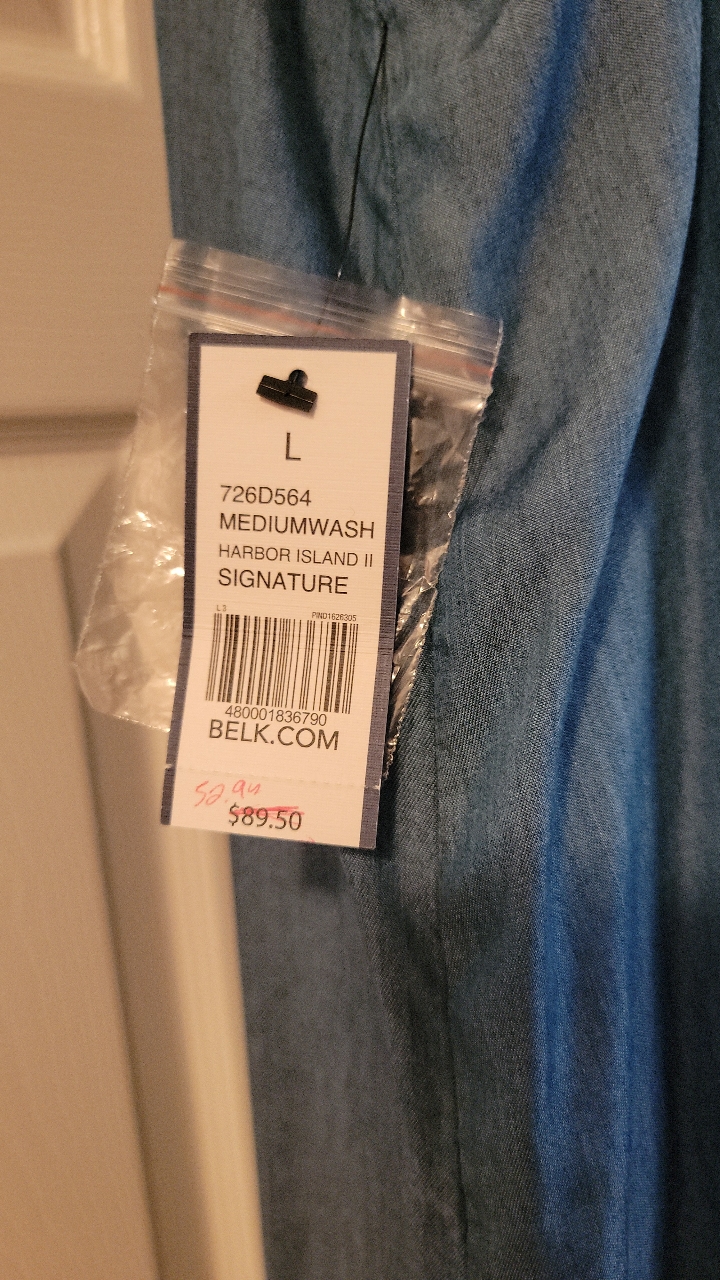 L
726D564
MEDIUMWASH
HARBOR ISLAND II
SIGNATURE
L3 PIND1626305
480001836790
BELK.COM
52.94
$89.50